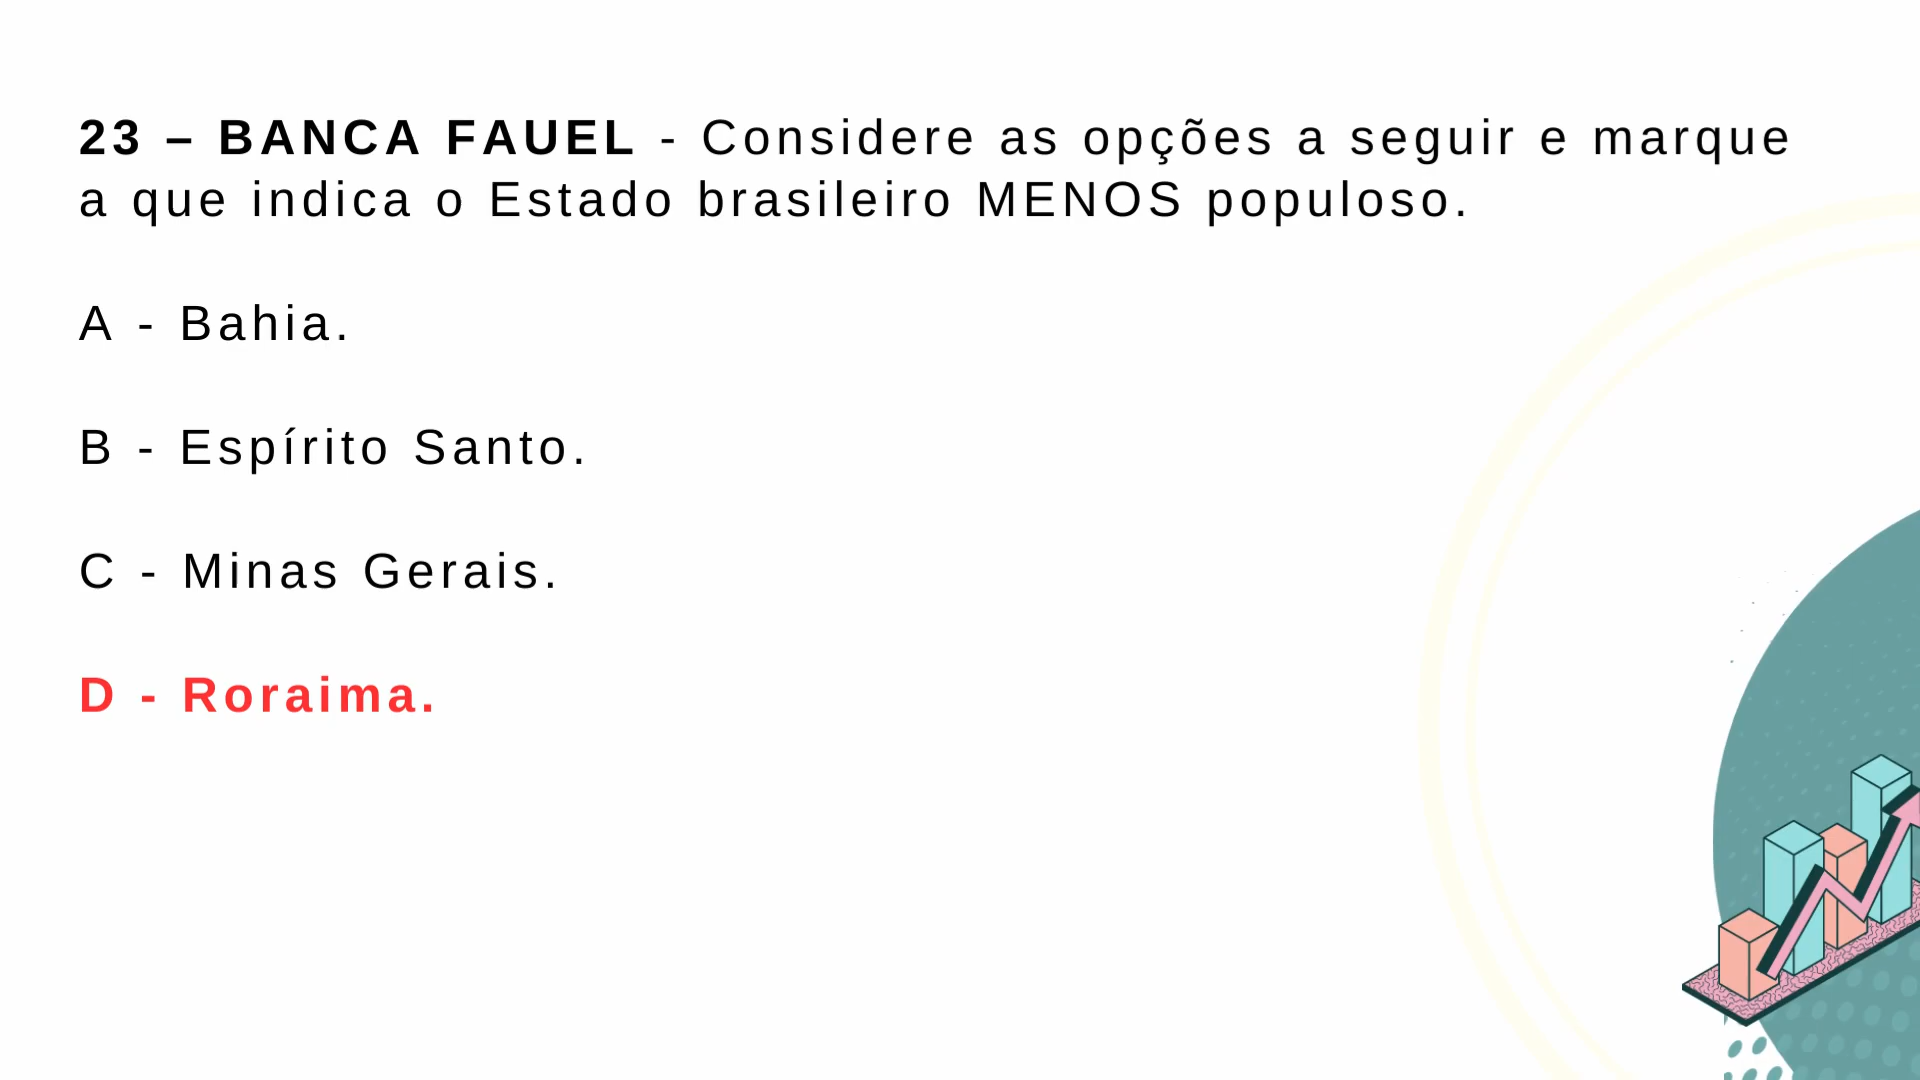 23 – BANCA FAUEL - Considere as opções a seguir e marque
a que indica o Estado brasileiro MENOS populoso.
A - Bahia.
B - Espírito Santo.
C - Minas Gerais.
D - Roraima.